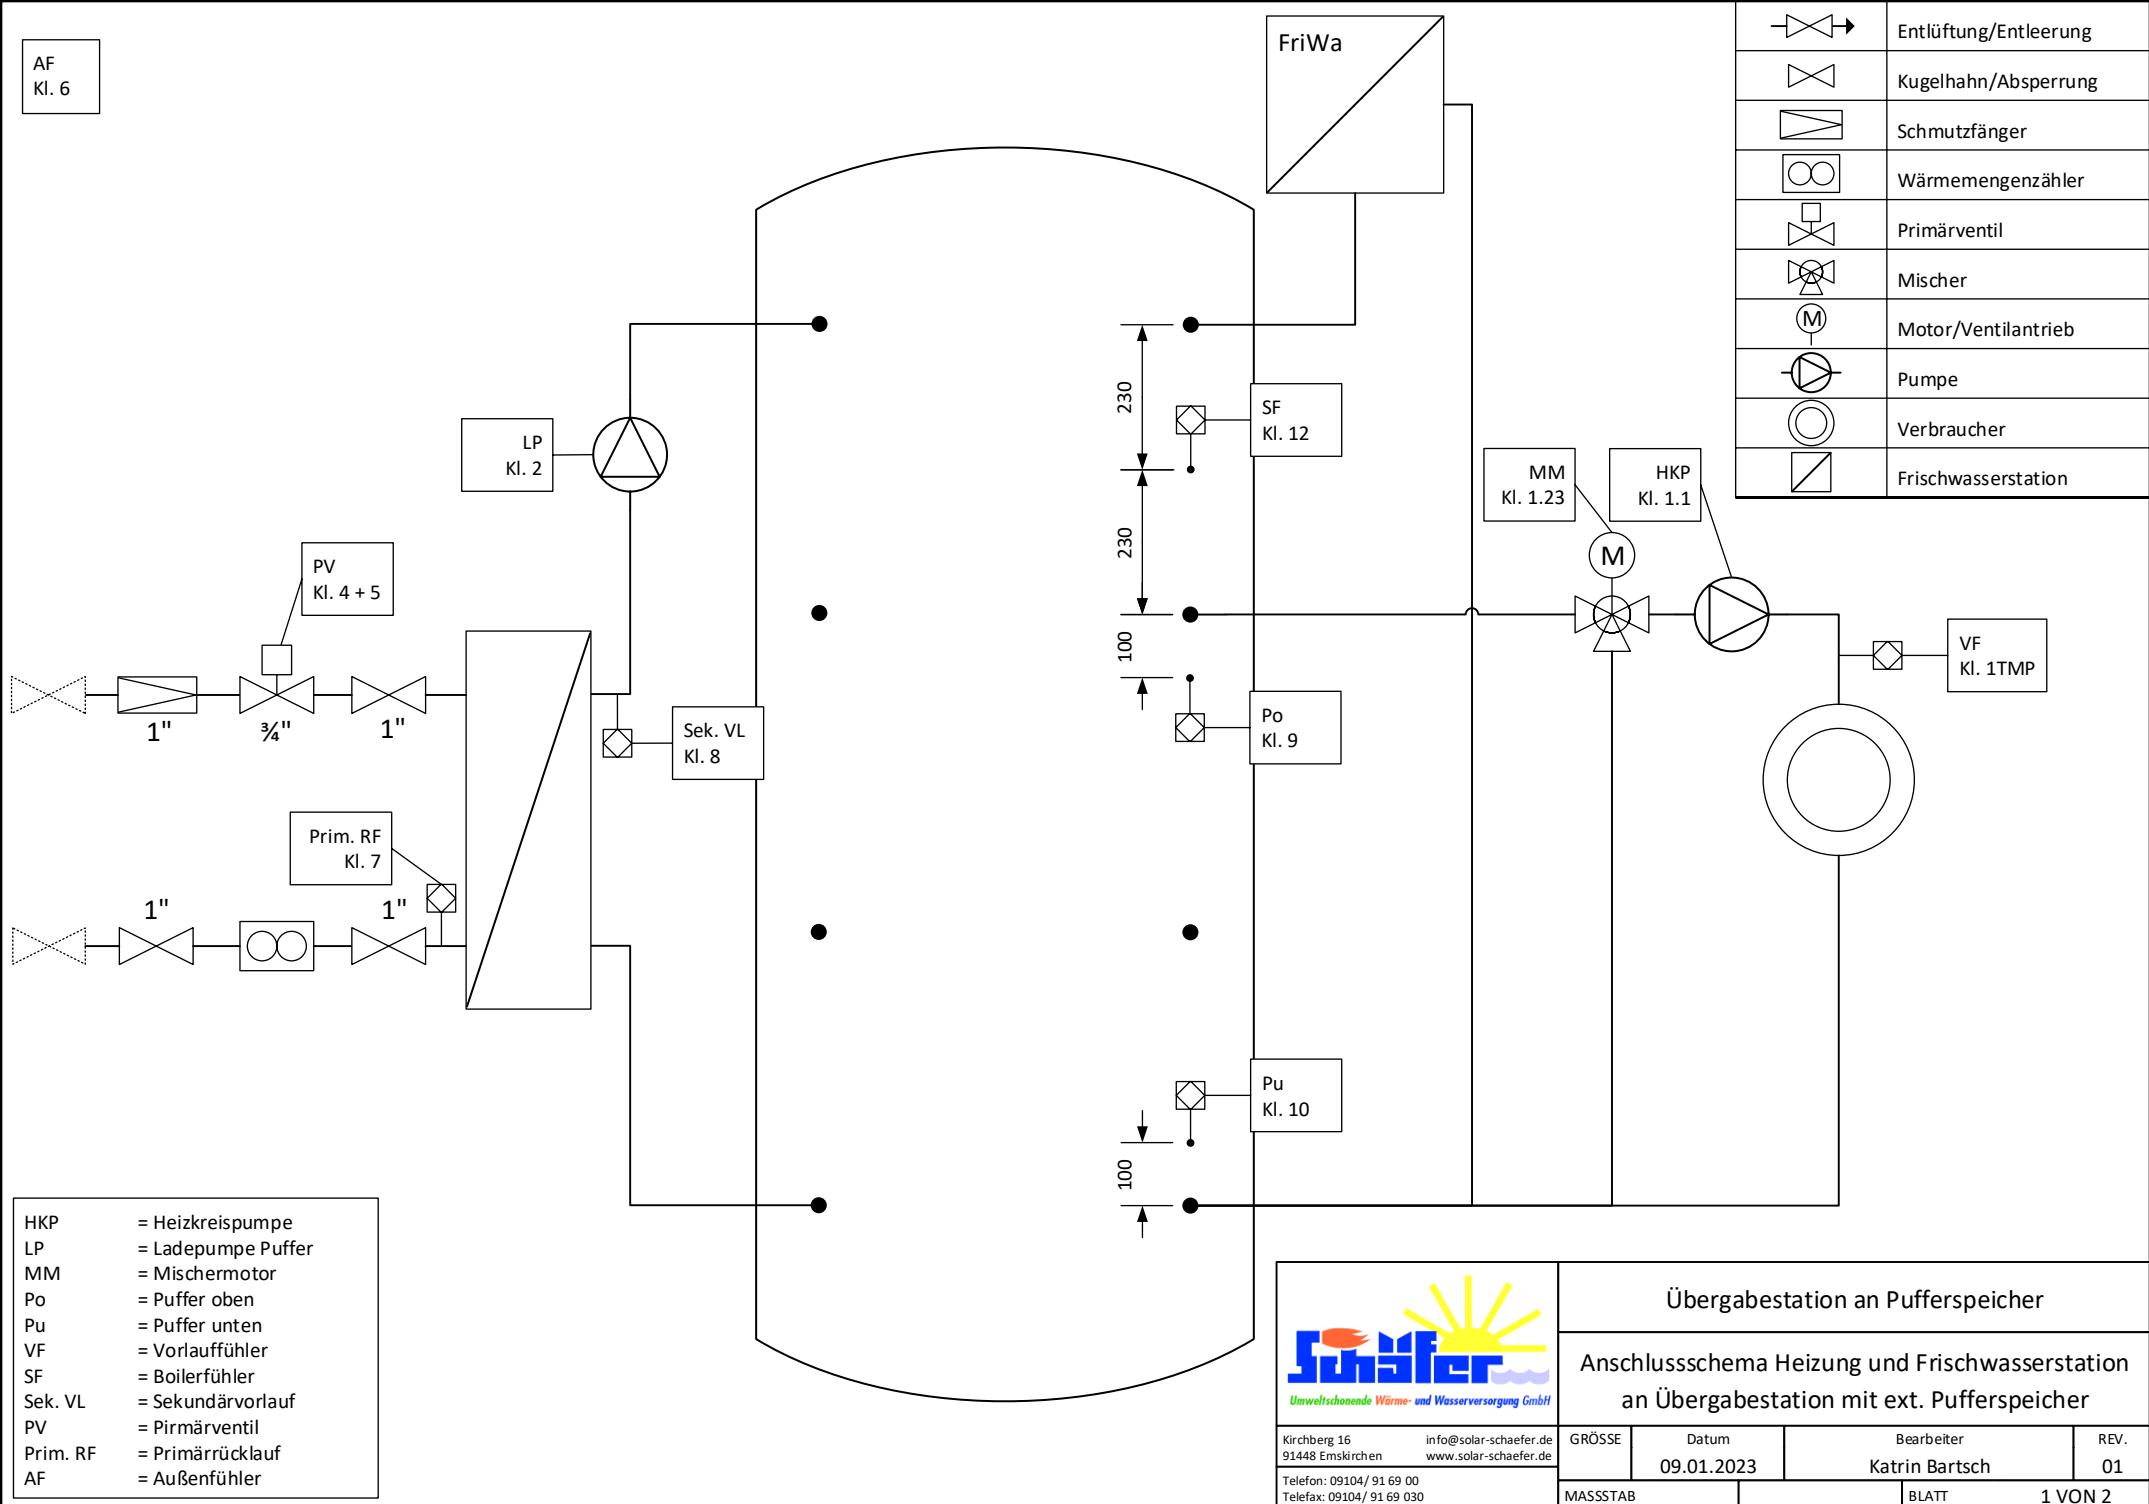 AF
Kl. 6
FriWa
Entlüftung/Entleerung
Kugelhahn/Absperrung
Schmutzfänger
Wärmemengenzähler
Primärventil
Mischer
M
Motor/Ventilantrieb
Pumpe
Verbraucher
Frischwasserstation
230
SF
Kl. 12
LP
Kl. 2
MM
Kl. 1.23
HKP
Kl. 1.1
230
M
PV
Kl. 4 + 5
100
VF
Kl. 1TMP
1"
¾"
1"
Sek. VL
Kl. 8
Po
Kl. 9
Prim. RF
Kl. 7
1"
1"
Pu
Kl. 10
100
HKP = Heizkreispumpe
LP = Ladepumpe Puffer
MM = Mischermotor
Po = Puffer oben
Pu = Puffer unten
VF = Vorlauffühler
SF = Boilerfühler
Sek. VL = Sekundärvorlauf
PV = Pirmärventil
Prim. RF = Primärrücklauf
AF = Außenfühler
Schäfer
Umweltschonende Wärme- und Wasserversorgung GmbH
Kirchberg 16 info@solar-schaefer.de
91448 Emskirchen www.solar-schaefer.de
Telefon: 09104/ 91 69 00
Telefax: 09104/ 91 69 030
Übergabestation an Pufferspeicher
Anschlussschema Heizung und Frischwasserstation
an Übergabestation mit ext. Pufferspeicher
GRÖSSE Datum Bearbeiter REV.
09.01.2023 Katrin Bartsch 01
MASSSTAB BLATT 1 VON 2